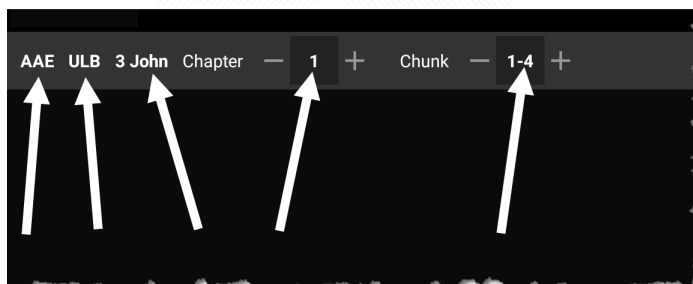 AAE ULB 3 John Chapter — 1 + Chunk — 1-4 +